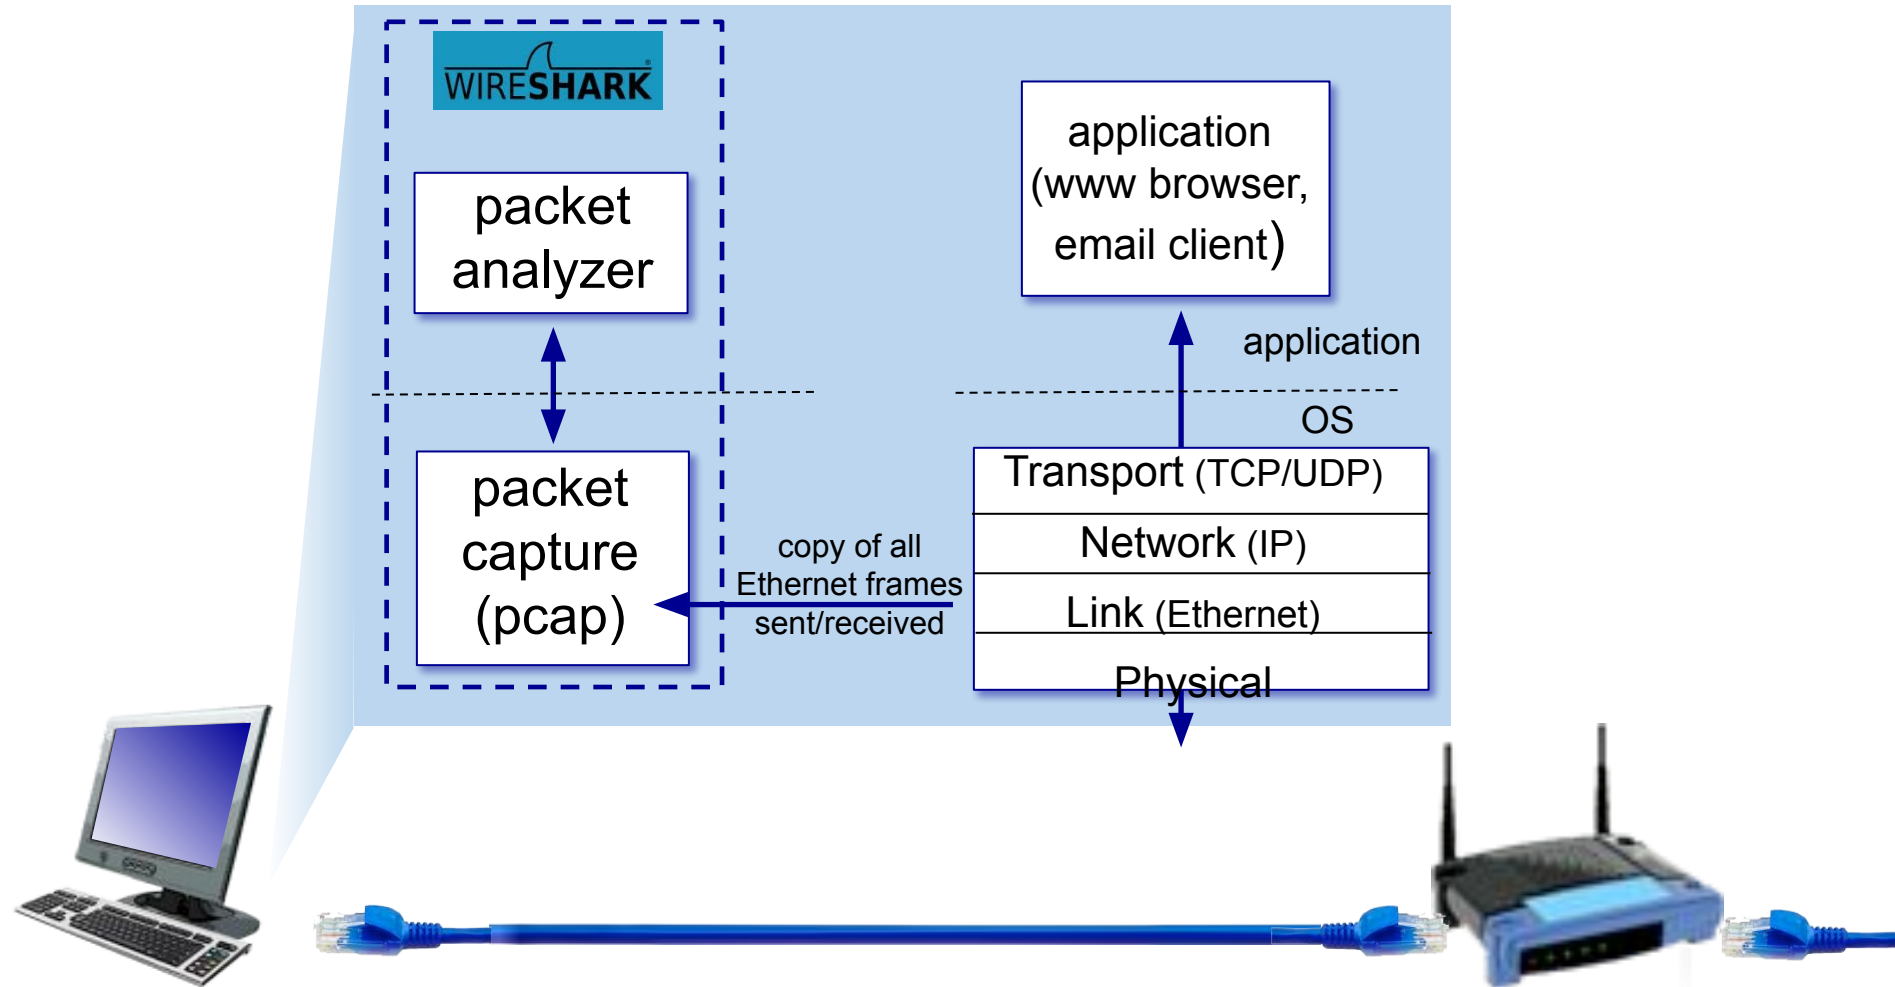 WIRESHARK
packet
analyzer
packet
capture
(pcap)
copy of all
Ethernet frames
sent/received
application
(www browser,
email client)
application
OS
Transport (TCP/UDP)
Network (IP)
Link (Ethernet)
Physical